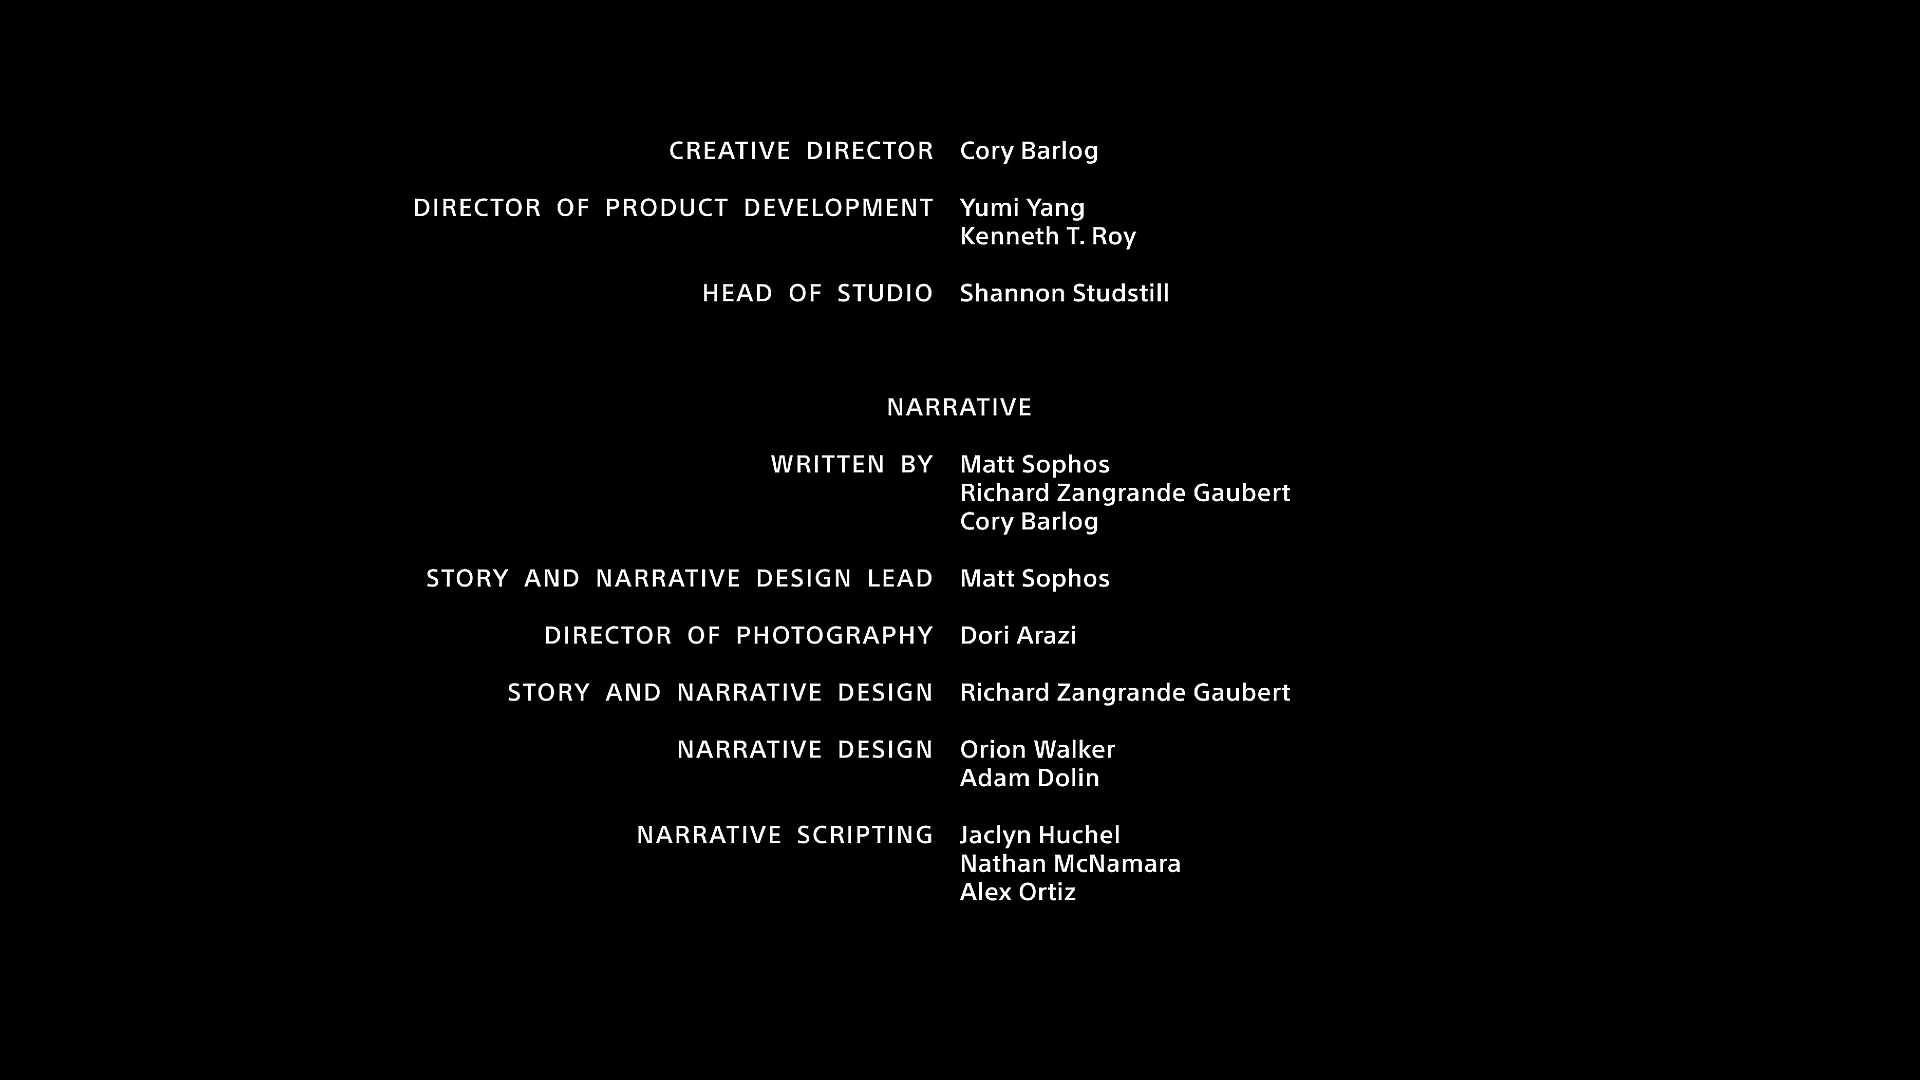 CREATIVE DIRECTOR Cory Barlog
DIRECTOR OF PRODUCT DEVELOPMENT Yumi Yang
Kenneth T. Roy
HEAD OF STUDIO Shannon Studstill
NARRATIVE
WRITTEN BY Matt Sophos
Richard Zangrande Gaubert
Cory Barlog
STORY AND NARRATIVE DESIGN LEAD Matt Sophos
DIRECTOR OF PHOTOGRAPHY Dori Arazi
STORY AND NARRATIVE DESIGN Richard Zangrande Gaubert
NARRATIVE DESIGN Orion Walker
Adam Dolin
NARRATIVE SCRIPTING Jaclyn Huchel
Nathan McNamara
Alex Ortiz